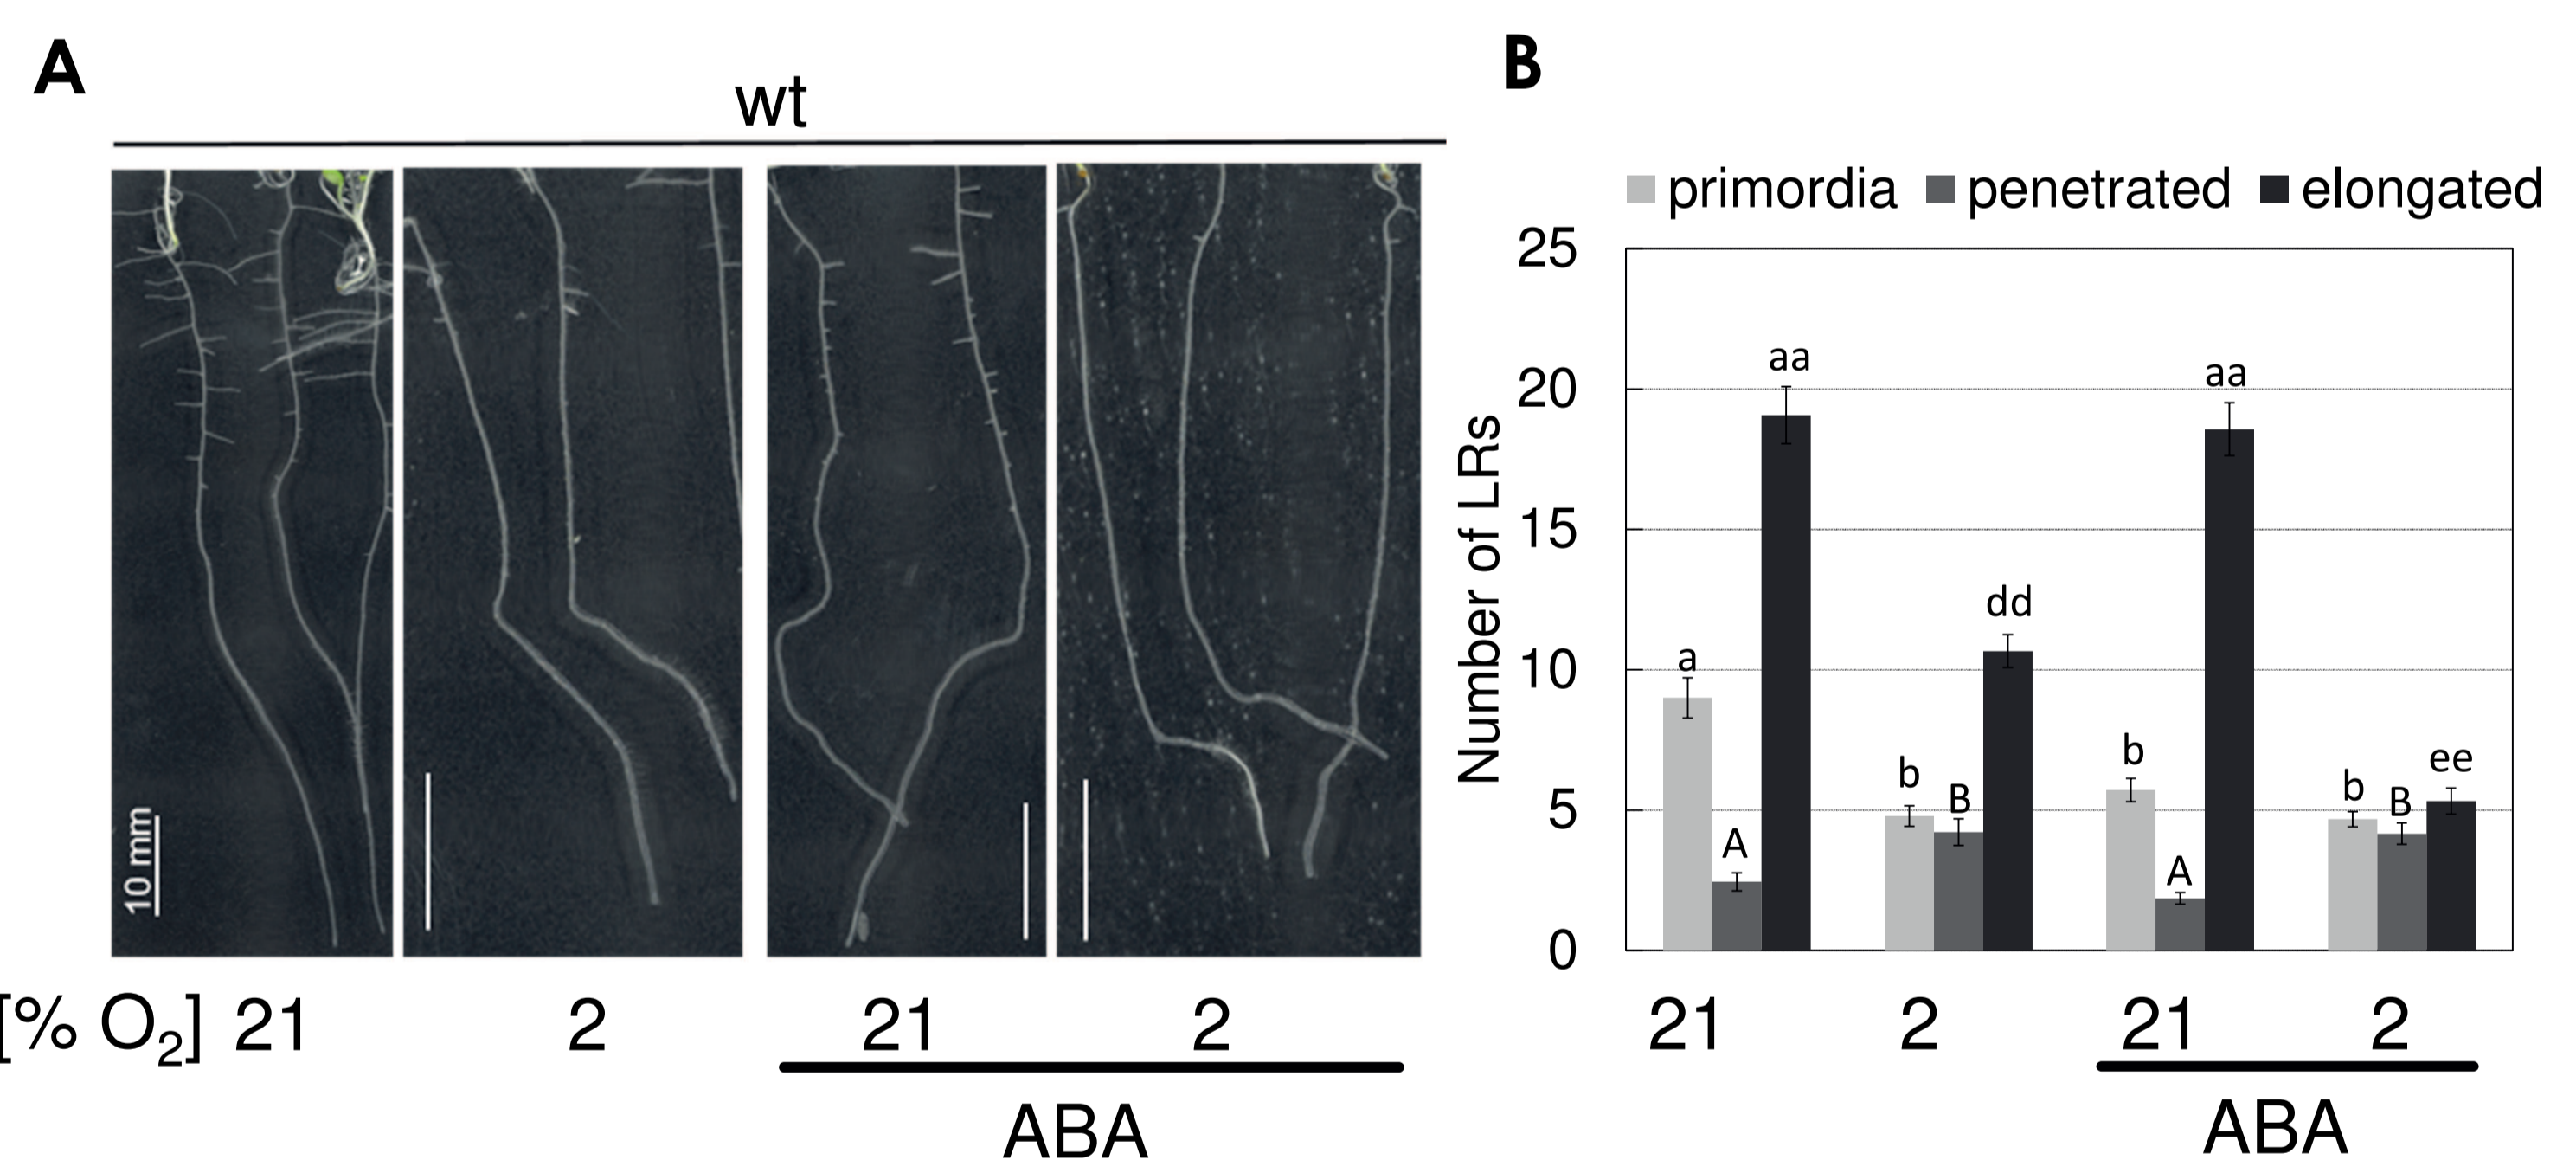 A
wt
10 mm
[% O2] 21 2 21 2
ABA
B
primordia penetrated elongated
Number of LRs
25
20
15
10
5
0
a A aa
b B dd
b A aa
b B ee
21 2 21 2
ABA